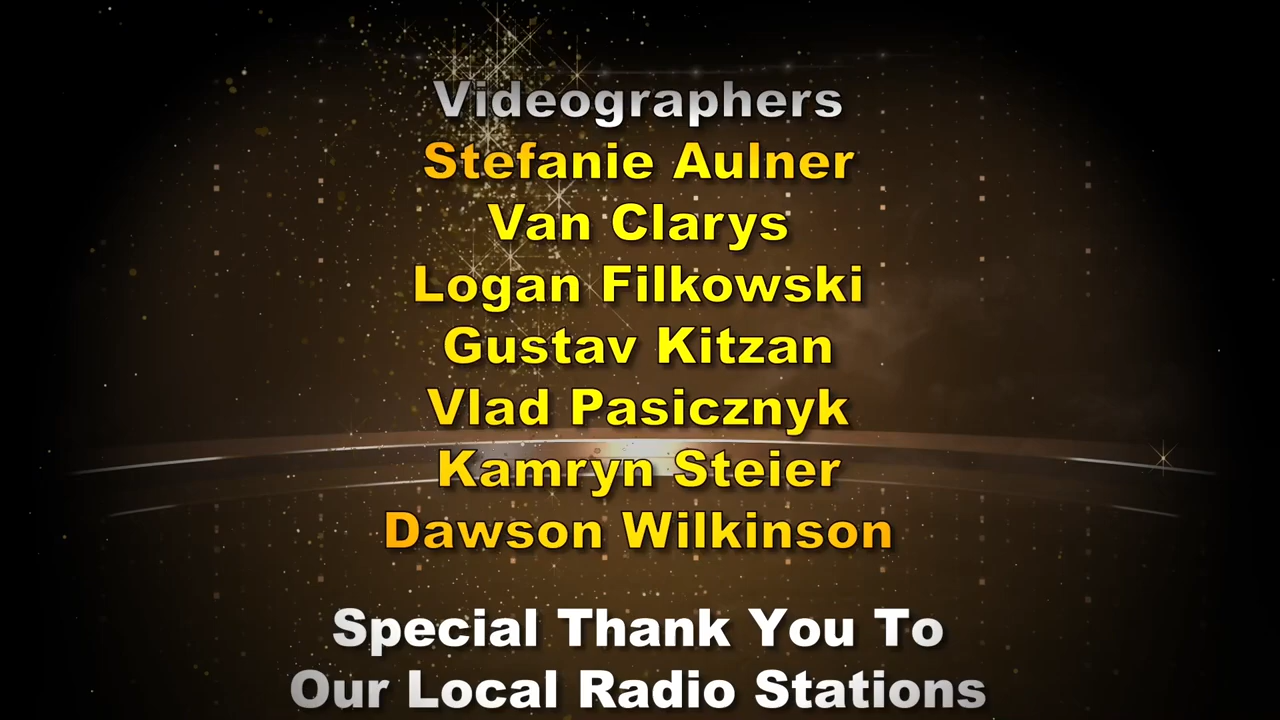 Videographers
Stefanie Aulner
Van Clarys
Logan Filkowski
Gustav Kitzan
Vlad Pasicznyk
Kamryn Steier
Dawson Wilkinson
Special Thank You To
Our Local Radio Stations